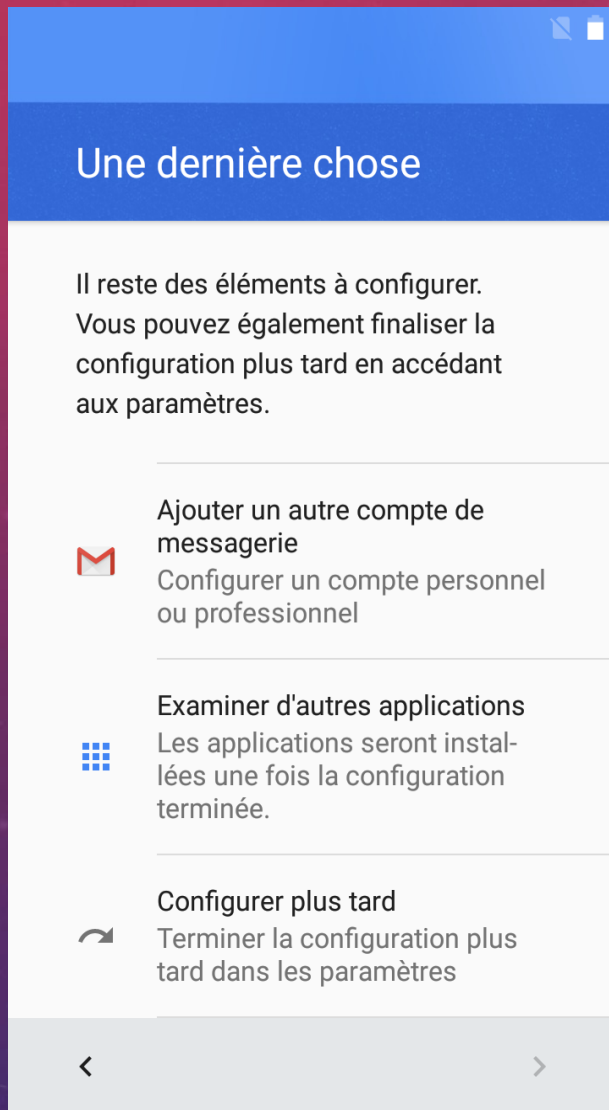 Une dernière chose
Il reste des éléments à configurer.
Vous pouvez également finaliser la
configuration plus tard en accédant
aux paramètres.
Ajouter un autre compte de
messagerie
Configurer un compte personnel
ou professionnel
Examiner d'autres applications
Les applications seront instal-
lées une fois la configuration
terminée.
Configurer plus tard
Terminer la configuration plus
tard dans les paramètres